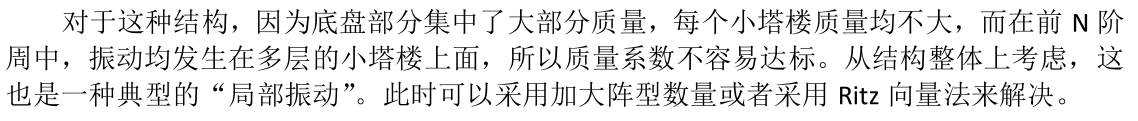 对于这种结构，因为底盘部分集中了大部分质量，每个小塔楼质量均不大，而在前 N 阶
周中，振动均发生在多层的小塔楼上面，所以质量系数不容易达标。从结构整体上考虑，这
也是一种典型的“局部振动”。此时可以采用加大阵型数量或者采用 Ritz 向量法来解决。